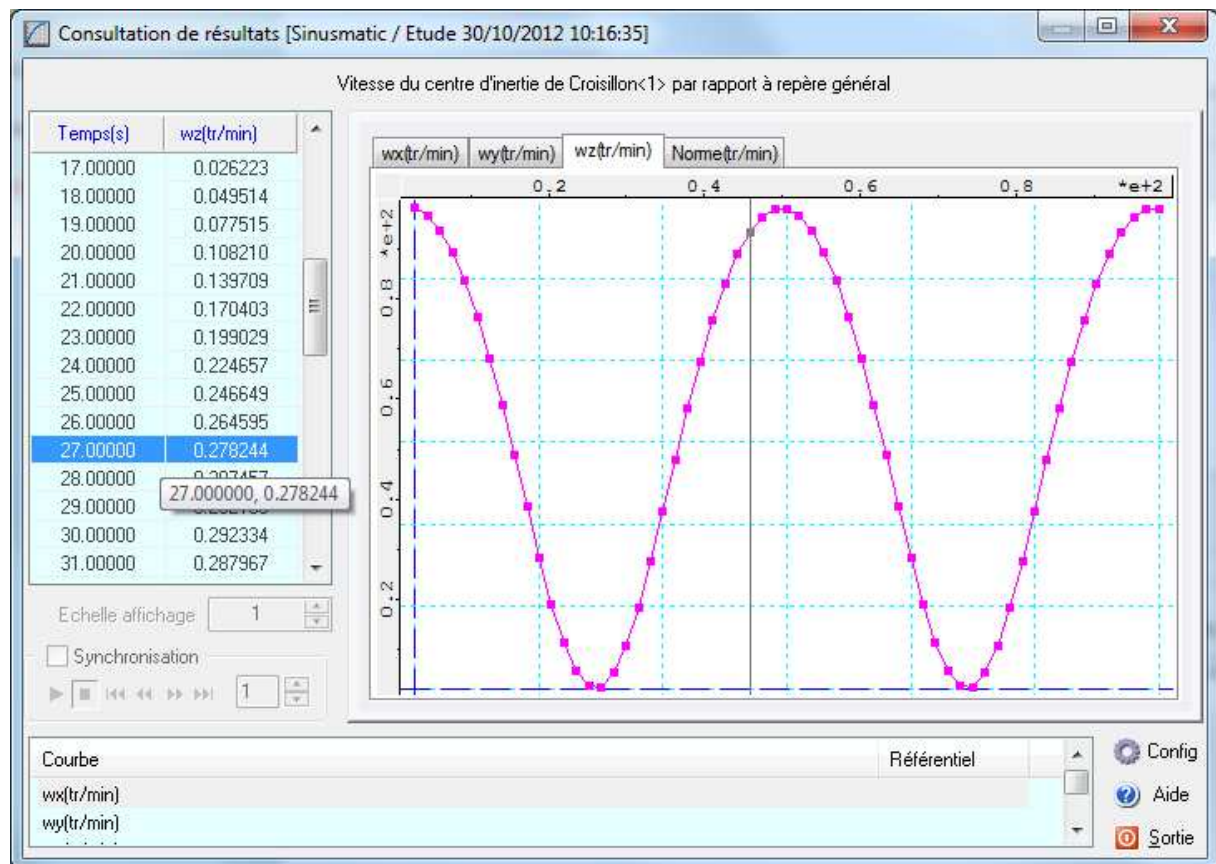 Consultation de résultats [Sinusmatic / Etude 30/10/2012 10:16:35]
Vitesse du centre d'inertie de Croisillon<1> par rapport à repère général
Temps(s) wz(tr/min)
17.00000 0.026223
18.00000 0.049514
19.00000 0.077515
20.00000 0.108210
21.00000 0.139709
22.00000 0.170403
23.00000 0.199029
24.00000 0.224657
25.00000 0.246649
26.00000 0.264595
27.00000 0.278244
28.00000
27.000000, 0.278244
29.00000
30.00000 0.292334
31.00000 0.287967
Echelle affichage 1
Synchronisation
1
wx(tr/min) wy(tr/min) wz(tr/min) Norme(tr/min)
0,2 0,4 0,6 0,8 *e+2
*e+2
0,8
0,6
0,4
0,2
Courbe Référentiel
wx(tr/min)
wy(tr/min)
Config
Aide
Sortie